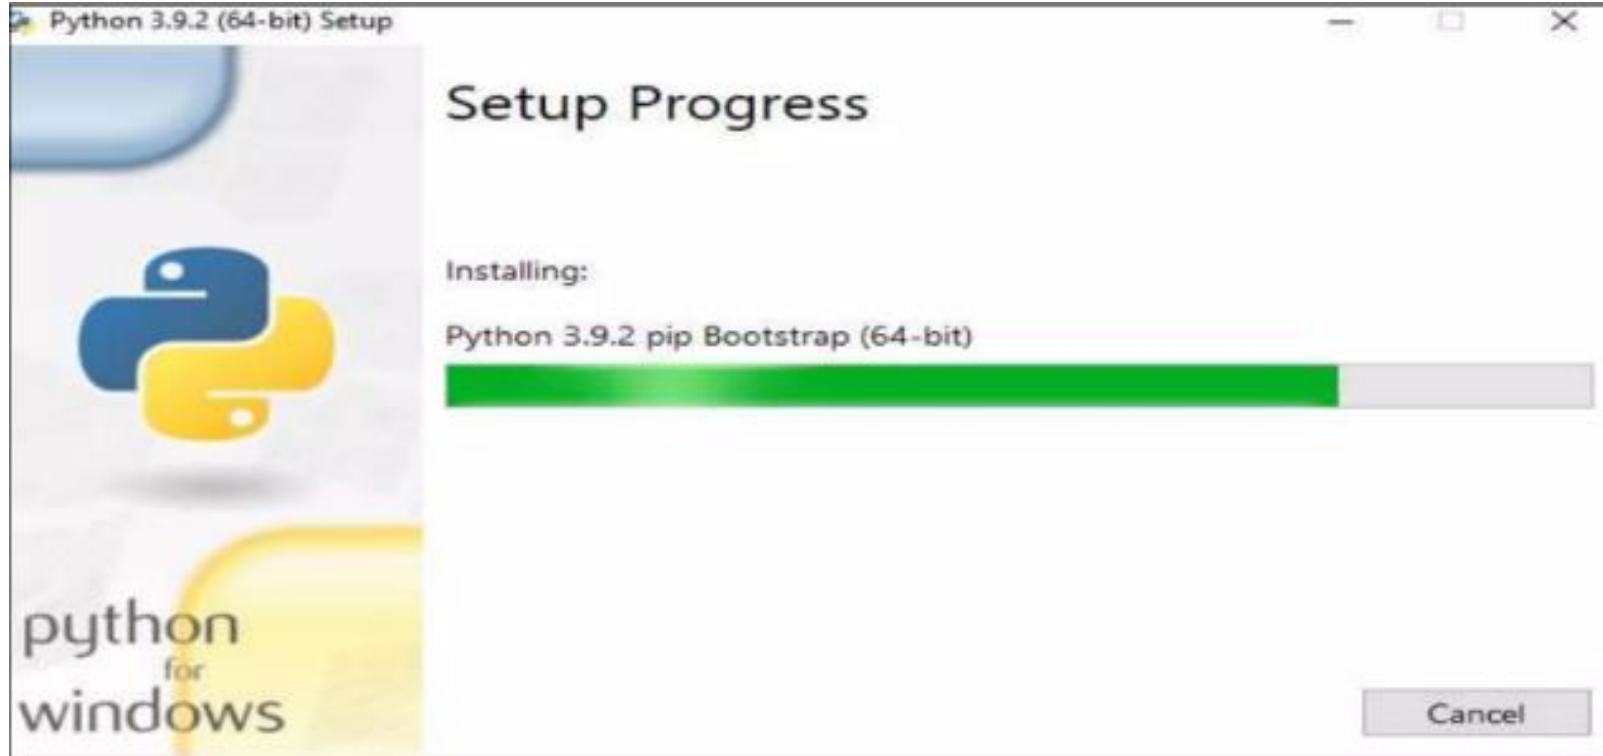 Python 3.9.2 (64-bit) Setup
Setup Progress
Installing:
Python 3.9.2 pip Bootstrap (64-bit)
python
for
windows
Cancel